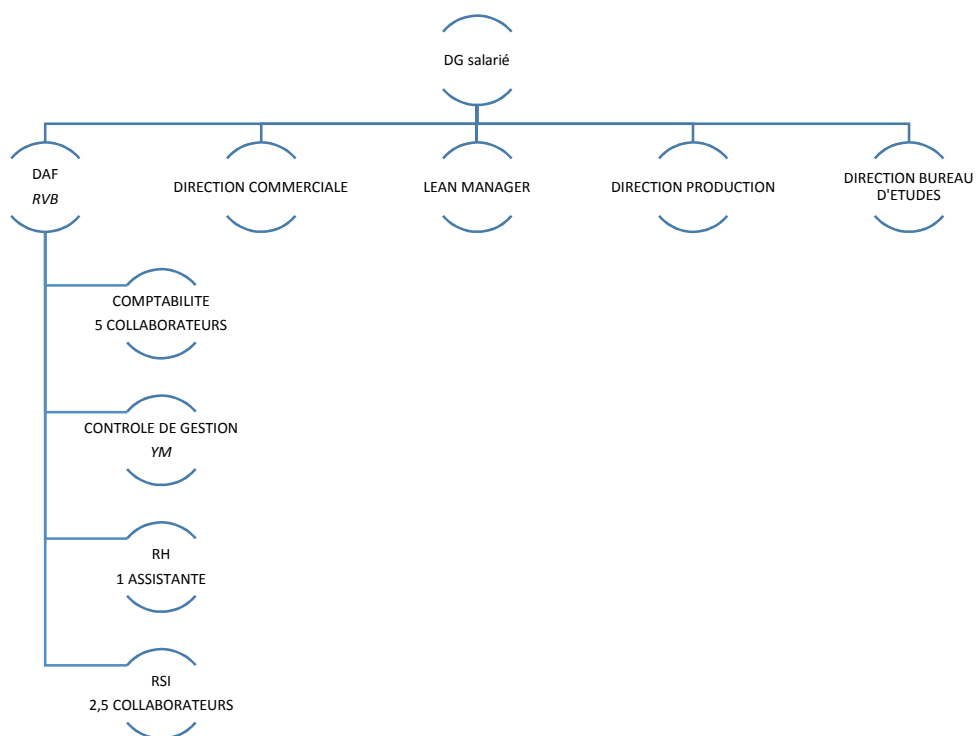 DG salarié
DAF
RVB
DIRECTION COMMERCIALE
LEAN MANAGER
DIRECTION PRODUCTION
DIRECTION BUREAU
D'ETUDES
COMPTABILITE
5 COLLABORATEURS
CONTROLE DE GESTION
YM
RH
1 ASSISTANTE
RSI
2,5 COLLABORATEURS